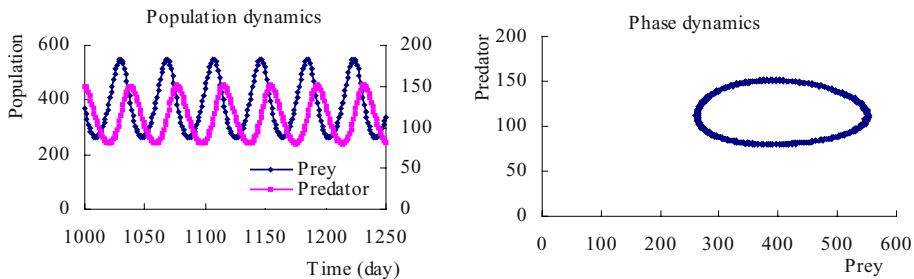 Population dynamics
Population
600
400
200
0
200
150
100
50
0
Prey
Predator
1000 1050 1100 1150 1200 1250
Time (day)
Phase dynamics
Predator
200
150
100
50
0
0 100 200 300 400 500 600
Prey